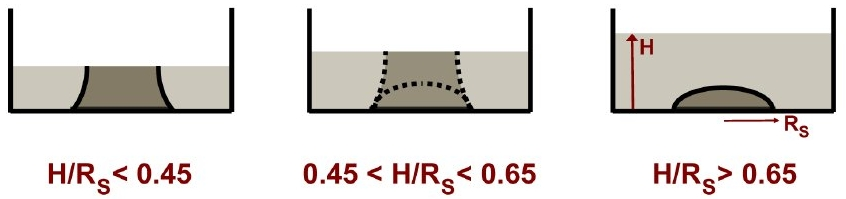 H
R_S
H/R_S< 0.45
0.45 < H/R_S< 0.65
H/R_S> 0.65